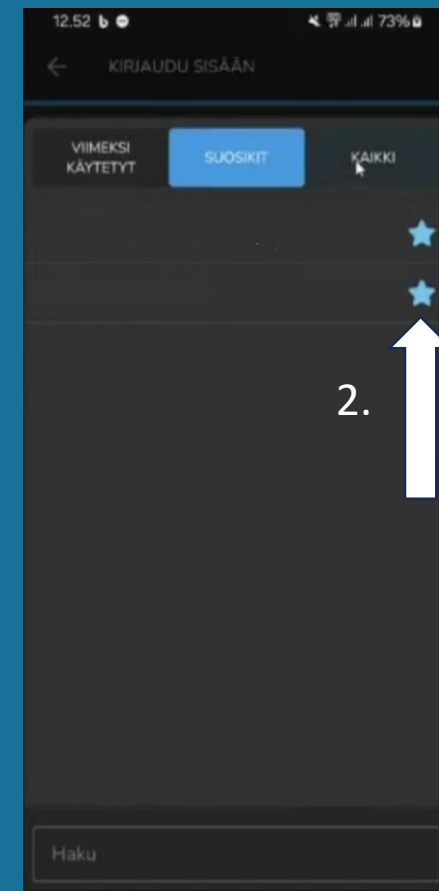 12.52 b 73%
KIRJAUDU SISÄÄN
VIIMEKSI
KÄYTETYT
SUOSIKIT
KAIKKI
2.
Haku